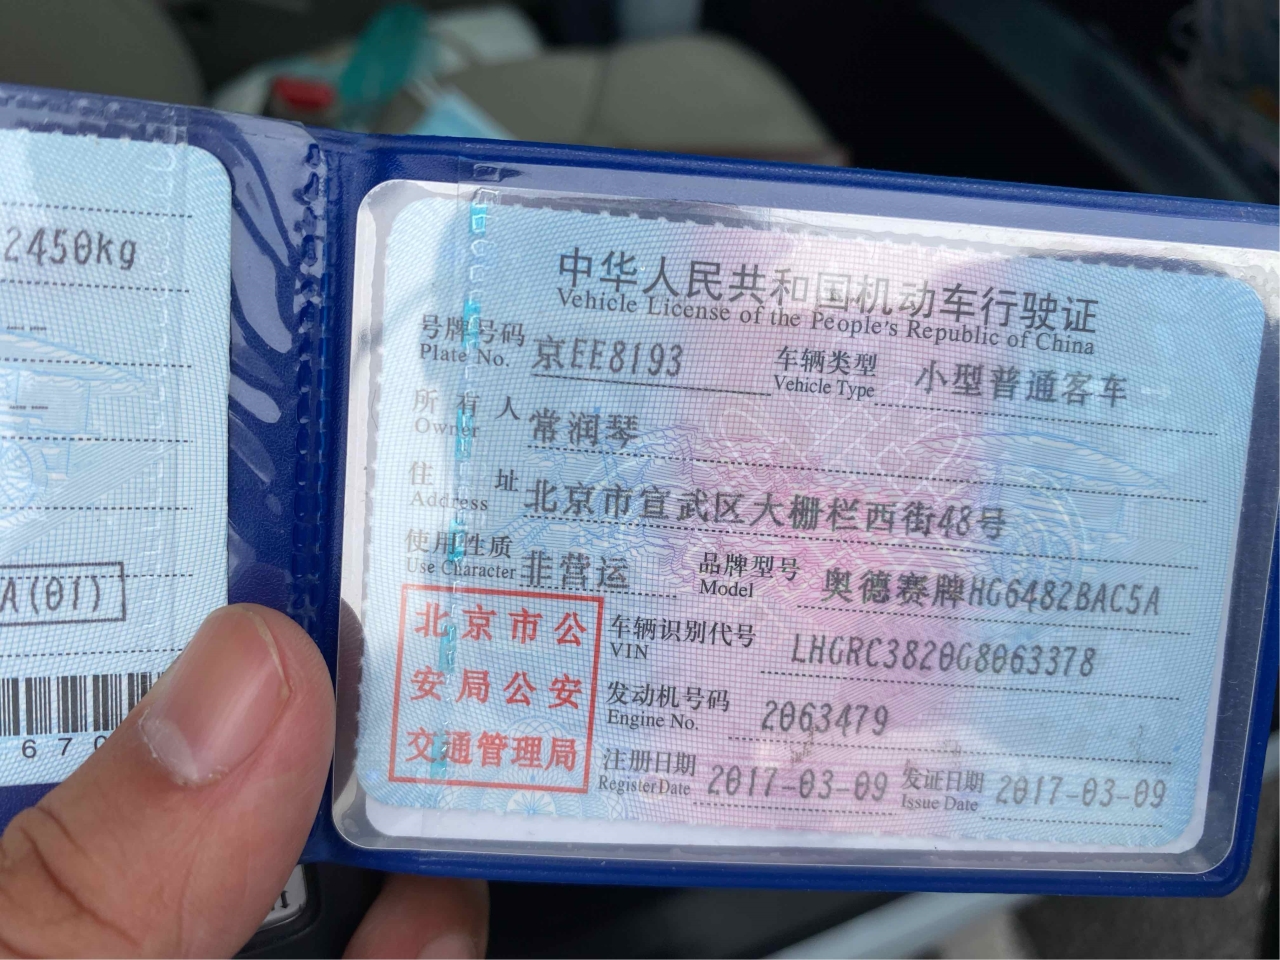 2450kg
A(01)
670
中华人民共和国机动车行驶证
Vehicle License of the People's Republic of China
号牌号码 京EE8193 车辆类型 小型普通客车
Plate No. Vehicle Type
所有人 常润琴
Owner
住址 北京市宣武区大栅栏西街48号
Address
使用性质 非营运 品牌型号 奥德赛牌HG6482BAC5A
Use Character Model
北京市公
安局公安
交通管理局
车辆识别代号 LHGRC3820G8063378
VIN
发动机号码 2063479
Engine No.
注册日期 2017-03-09 发证日期 2017-03-09
Register Date Issue Date